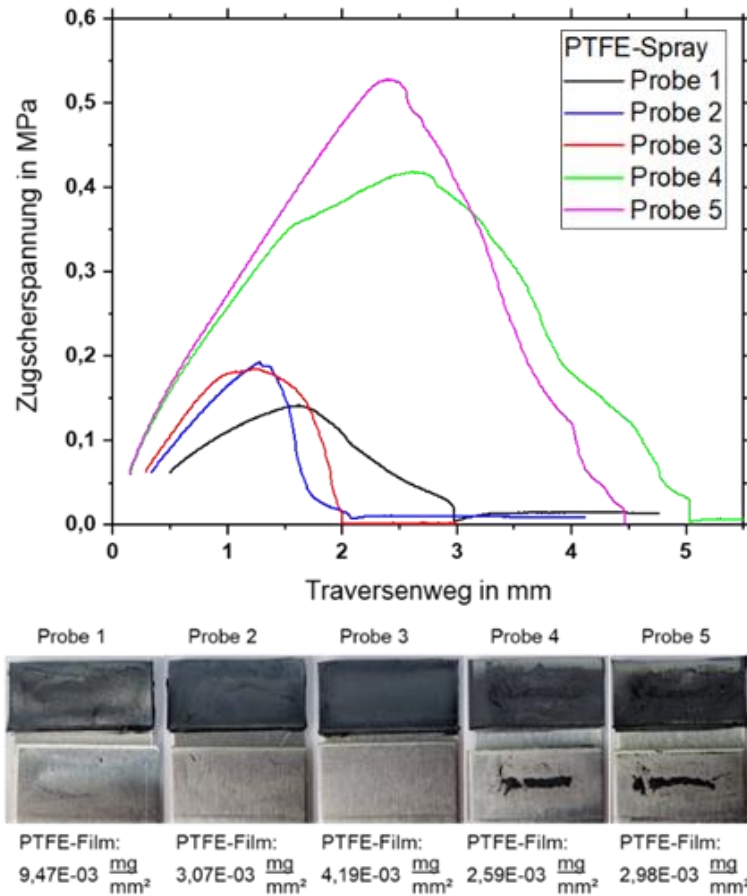 0,6
0,5
0,4
0,3
0,2
0,1
0,0
Zugscherspannung in MPa
PTFE-Spray
Probe 1
Probe 2
Probe 3
Probe 4
Probe 5
0 1 2 3 4 5
Traversenweg in mm
Probe 1 Probe 2 Probe 3 Probe 4 Probe 5
PTFE-Film: PTFE-Film: PTFE-Film: PTFE-Film: PTFE-Film:
9,47E-03 mg/mm² 3,07E-03 mg/mm² 4,19E-03 mg/mm² 2,59E-03 mg/mm² 2,98E-03 mg/mm²